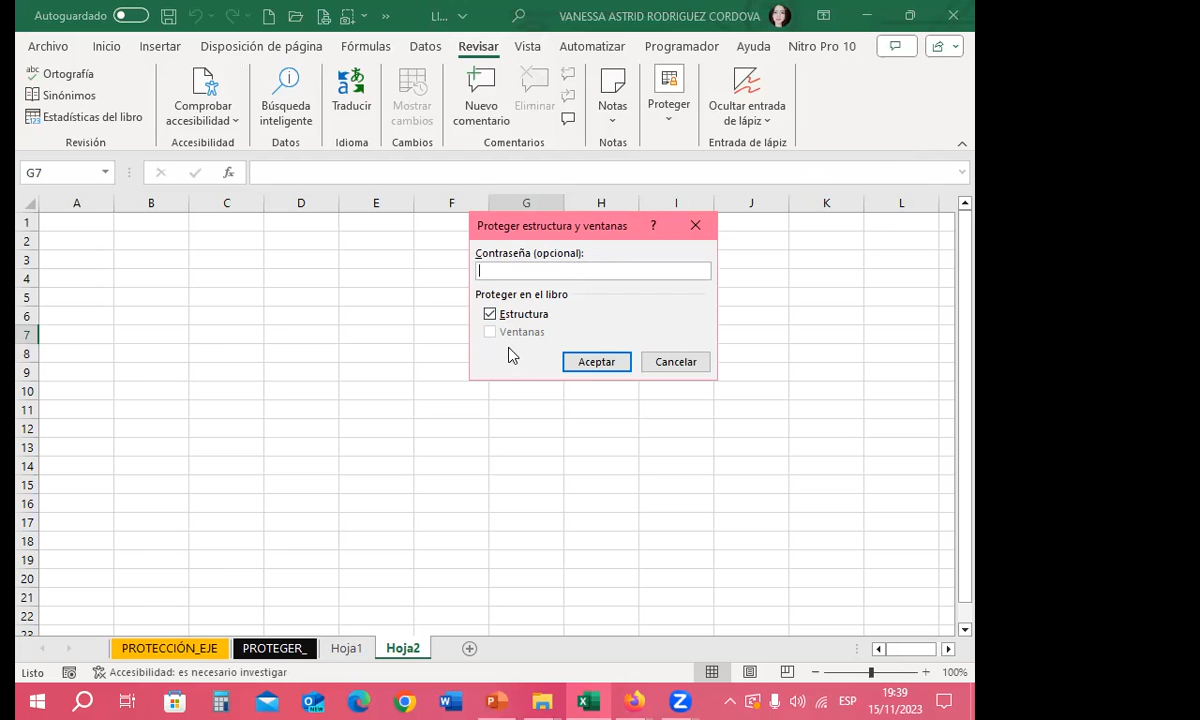 Autoguardado
LI...
VANESSA ASTRID RODRIGUEZ CORDOVA
Archivo Inicio Insertar Disposición de página Fórmulas Datos Revisar Vista Automatizar Programador Ayuda Nitro Pro 10
abc Ortografía
Sinónimos
123 Estadísticas del libro
Revisión
Comprobar
accesibilidad
Accesibilidad
Búsqueda
inteligente
Datos
Traducir
Idioma
Mostrar
cambios
Cambios
Nuevo
comentario
Eliminar
Comentarios
Notas
Notas
Proteger
Ocultar entrada
de lápiz
Entrada de lápiz
G7
fx
A B C D E F G H I J K L
1
2
3
4
5
6
7
8
9
10
11
12
13
14
15
16
17
18
19
20
21
22
23
Proteger estructura y ventanas ?
Contraseña (opcional):
Proteger en el libro
Estructura
Ventanas
Aceptar Cancelar
PROTECCIÓN_EJE PROTEGER_ Hoja1 Hoja2
Listo Accesibilidad: es necesario investigar 100%
ESP
19:39
15/11/2023